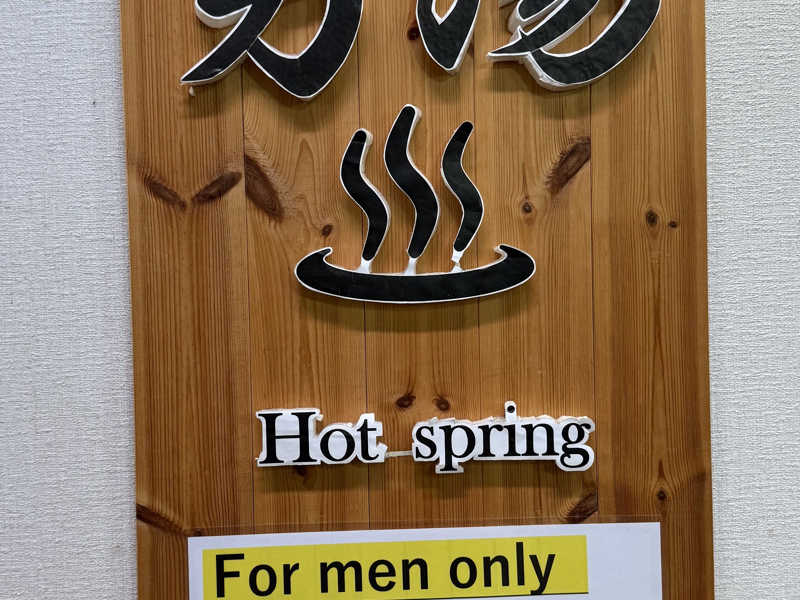 Hot spring
For men only